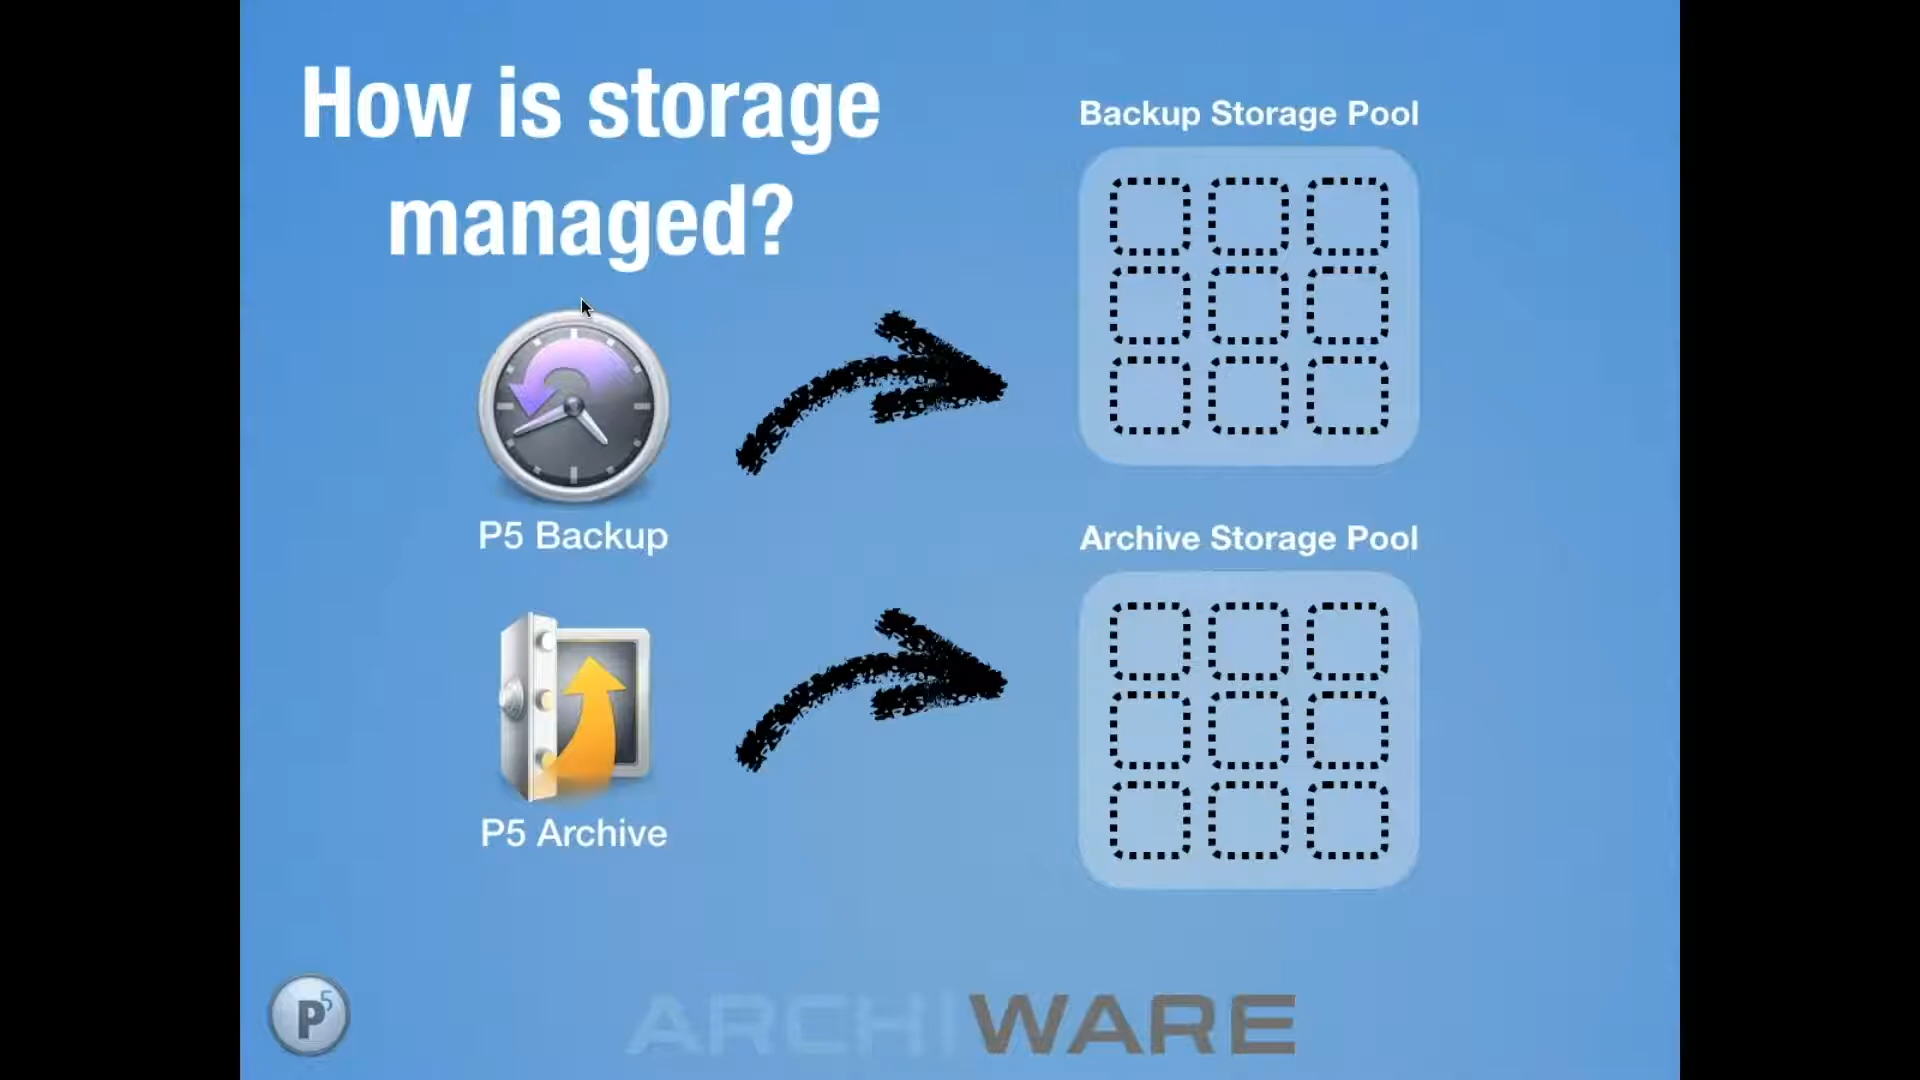 How is storage
managed?
Backup Storage Pool
P5 Backup
Archive Storage Pool
P5 Archive
P5
ARCHIWARE